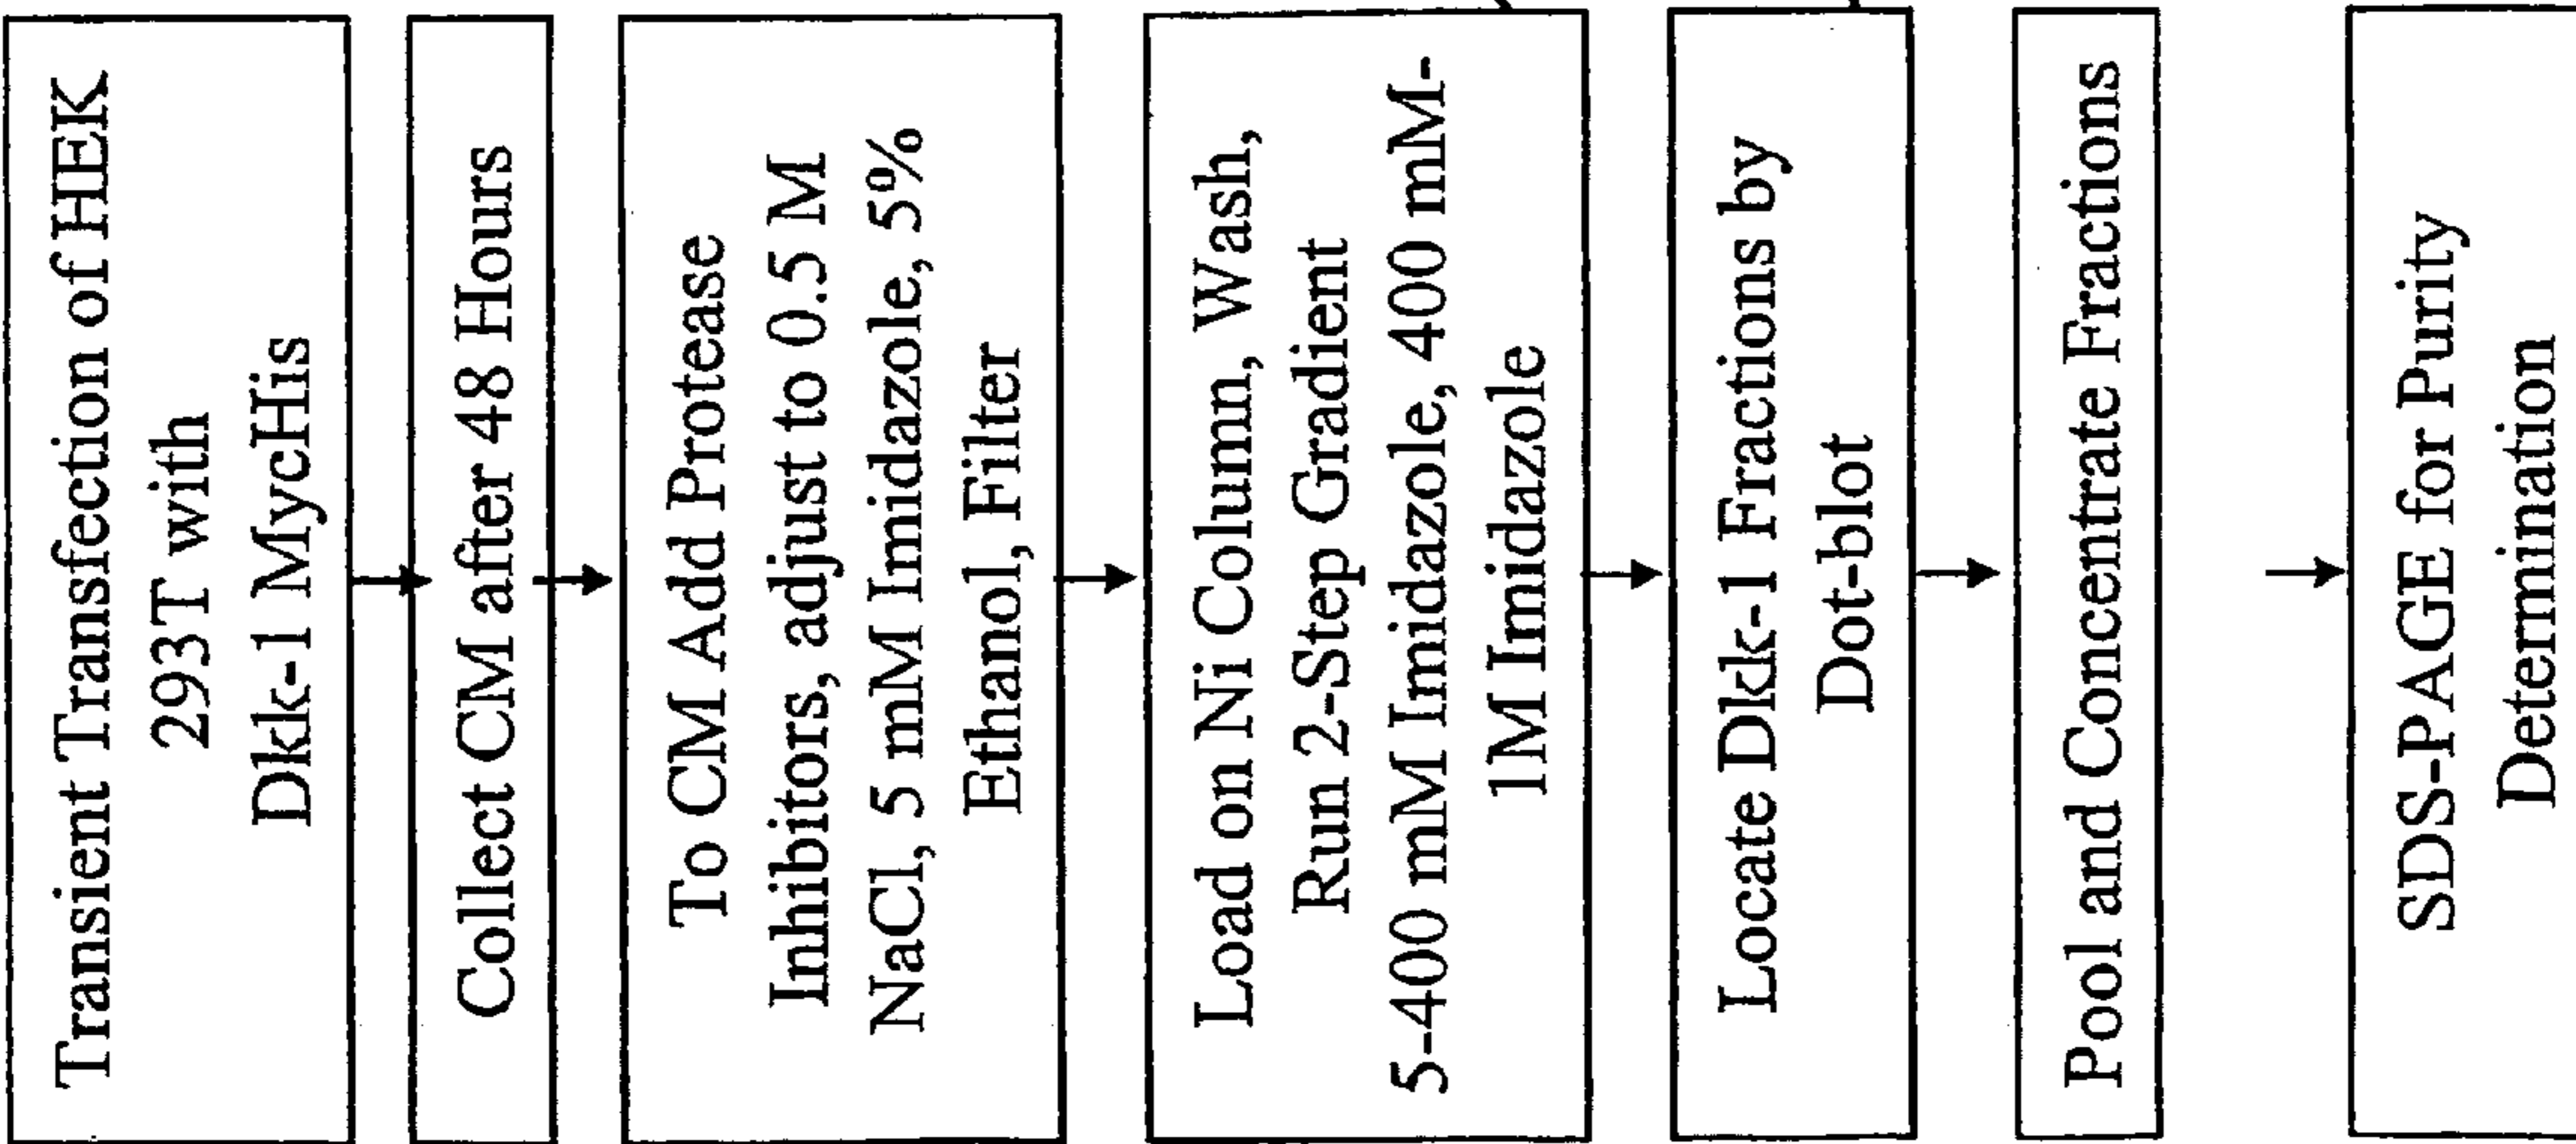 Transient Transfection of HEK
293T with
Dkk-1 MycHis
Collect CM after 48 Hours
To CM Add Protease
Inhibitors, adjust to 0.5 M
NaCl, 5 mM Imidazole, 5%
Ethanol, Filter
Load on Ni Column, Wash,
Run 2-Step Gradient
5-400 mM Imidazole, 400 mM-
1M Imidazole
Locate Dkk-1 Fractions by
Dot-blot
Pool and Concentrate Fractions
SDS-PAGE for Purity
Determination